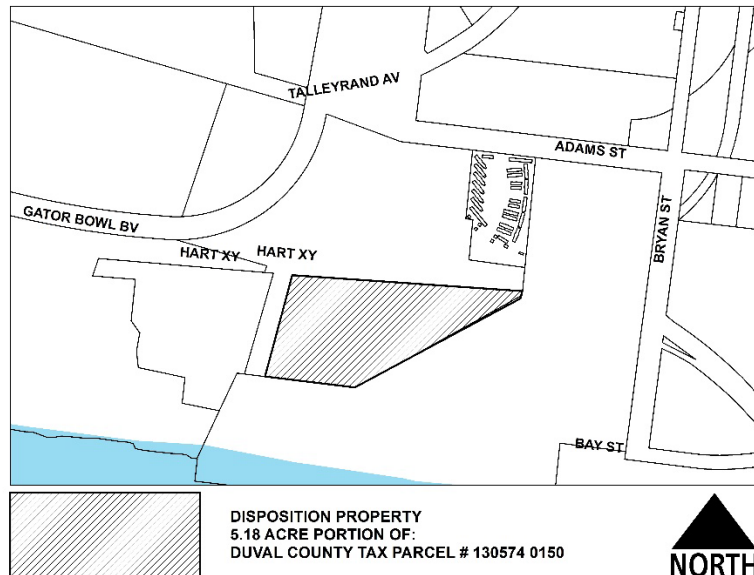 TALLEYRAND AV
ADAMS ST
GATOR BOWL BV
HART XY
HART XY
BRYAN ST
BAY ST
DISPOSITION PROPERTY
5.18 ACRE PORTION OF:
DUVAL COUNTY TAX PARCEL # 130574 0150
NORTH